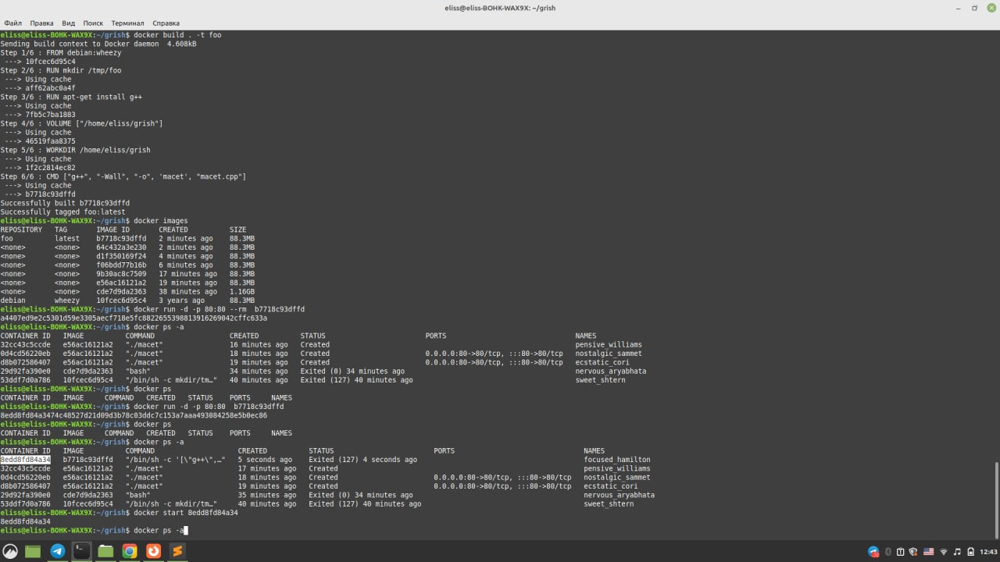 eliss@eliss-BOHK-WAX9X: ~/grish
Файл Правка Вид Поиск Терминал Справка
eliss@eliss-BOHK-WAX9X:~/grish$ docker build . -t foo
Sending build context to Docker daemon  4.608kB
Step 1/6 : FROM debian:wheezy
 ---> 10fcec6d95c4
Step 2/6 : RUN mkdir /tmp/foo
 ---> Using cache
 ---> aff62abc0a4f
Step 3/6 : RUN apt-get install g++
 ---> Using cache
 ---> 7fb5c7ba1883
Step 4/6 : VOLUME ["/home/eliss/grish"]
 ---> Using cache
 ---> 46519faa8375
Step 5/6 : WORKDIR /home/eliss/grish
 ---> Using cache
 ---> 1f2c2814ec82
Step 6/6 : CMD ["g++", "-Wall", "-o", 'macet', "macet.cpp"]
 ---> Using cache
 ---> b7718c93dffd
Successfully built b7718c93dffd
Successfully tagged foo:latest
eliss@eliss-BOHK-WAX9X:~/grish$ docker images
REPOSITORY   TAG       IMAGE ID       CREATED          SIZE
foo          latest    b7718c93dffd   2 minutes ago    88.3MB
<none>       <none>    64c432a3e230   2 minutes ago    88.3MB
<none>       <none>    d1f350169f24   4 minutes ago    88.3MB
<none>       <none>    f06bdd77b16b   6 minutes ago    88.3MB
<none>       <none>    9b30ac8c7509   17 minutes ago   88.3MB
<none>       <none>    e56ac16121a2   19 minutes ago   88.3MB
<none>       <none>    cde7d9da2363   38 minutes ago   1.16GB
debian       wheezy    10fcec6d95c4   3 years ago      88.3MB
eliss@eliss-BOHK-WAX9X:~/grish$ docker run -d -p 80:80 --rm  b7718c93dffd
a4407ed9e2c5301d59e3305aecf718e5fc8822655398813916269042cffc633a
eliss@eliss-BOHK-WAX9X:~/grish$ docker ps -a
CONTAINER ID   IMAGE          COMMAND                  CREATED          STATUS                        PORTS                               NAMES
32cc43c5ccde   e56ac16121a2   "./macet"                16 minutes ago   Created                                                           pensive_williams
0d4cd56220eb   e56ac16121a2   "./macet"                18 minutes ago   Created                       0.0.0.0:80->80/tcp, :::80->80/tcp   nostalgic_sammet
d8b072586407   e56ac16121a2   "./macet"                19 minutes ago   Created                       0.0.0.0:80->80/tcp, :::80->80/tcp   ecstatic_cori
29d92fa390e0   cde7d9da2363   "bash"                   34 minutes ago   Exited (0) 34 minutes ago                                         nervous_aryabhata
53ddf7d0a786   10fcec6d95c4   "/bin/sh -c mkdir/tm…"   40 minutes ago   Exited (127) 40 minutes ago                                       sweet_shtern
eliss@eliss-BOHK-WAX9X:~/grish$ docker ps
CONTAINER ID   IMAGE     COMMAND   CREATED   STATUS    PORTS     NAMES
eliss@eliss-BOHK-WAX9X:~/grish$ docker run -d -p 80:80  b7718c93dffd
8edd8fd84a3474c48527d21d09d3b78c03ddc7c153a7aaa493084258e5b0ec86
eliss@eliss-BOHK-WAX9X:~/grish$ docker ps
CONTAINER ID   IMAGE     COMMAND   CREATED   STATUS    PORTS     NAMES
eliss@eliss-BOHK-WAX9X:~/grish$ docker ps -a
CONTAINER ID   IMAGE          COMMAND                  CREATED          STATUS                        PORTS                               NAMES
8edd8fd84a34   b7718c93dffd   "/bin/sh -c '[\"g++\",…"   5 seconds ago    Exited (127) 4 seconds ago                                        focused_hamilton
32cc43c5ccde   e56ac16121a2   "./macet"                17 minutes ago   Created                                                           pensive_williams
0d4cd56220eb   e56ac16121a2   "./macet"                18 minutes ago   Created                       0.0.0.0:80->80/tcp, :::80->80/tcp   nostalgic_sammet
d8b072586407   e56ac16121a2   "./macet"                19 minutes ago   Created                       0.0.0.0:80->80/tcp, :::80->80/tcp   ecstatic_cori
29d92fa390e0   cde7d9da2363   "bash"                   35 minutes ago   Exited (0) 34 minutes ago                                         nervous_aryabhata
53ddf7d0a786   10fcec6d95c4   "/bin/sh -c mkdir/tm…"   40 minutes ago   Exited (127) 40 minutes ago                                       sweet_shtern
eliss@eliss-BOHK-WAX9X:~/grish$ docker start 8edd8fd84a34
8edd8fd84a34
eliss@eliss-BOHK-WAX9X:~/grish$ docker ps -a
12:43